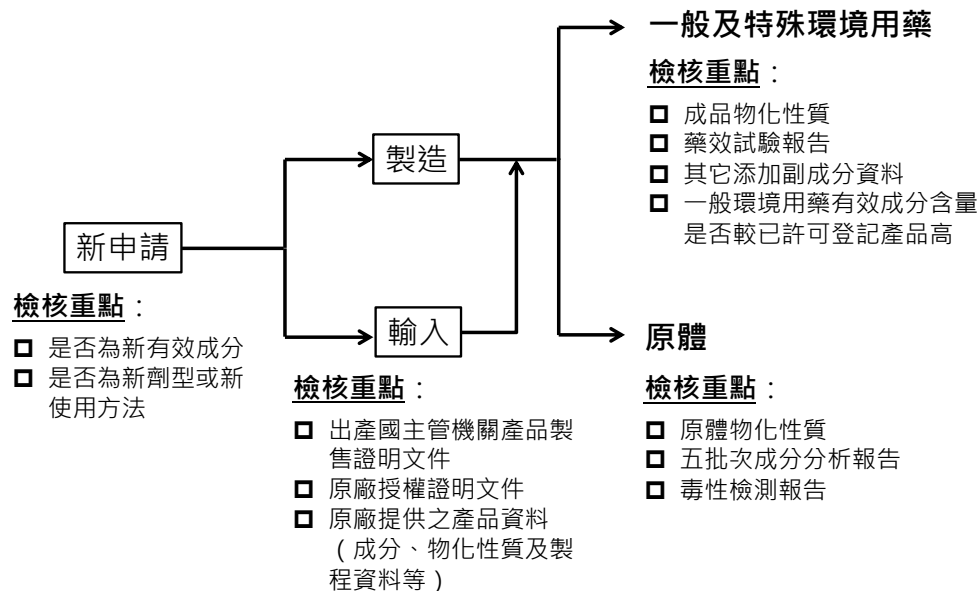 新申請
檢核重點：
是否為新有效成分
是否為新劑型或新
使用方法
製造
輸入
檢核重點：
出產國主管機關產品製
售證明文件
原廠授權證明文件
原廠提供之產品資料
（成分、物化性質及製
程資料等）
一般及特殊環境用藥
檢核重點：
成品物化性質
藥效試驗報告
其它添加副成分資料
一般環境用藥有效成分含量
是否較已許可登記產品高
原體
檢核重點：
原體物化性質
五批次成分分析報告
毒性檢測報告